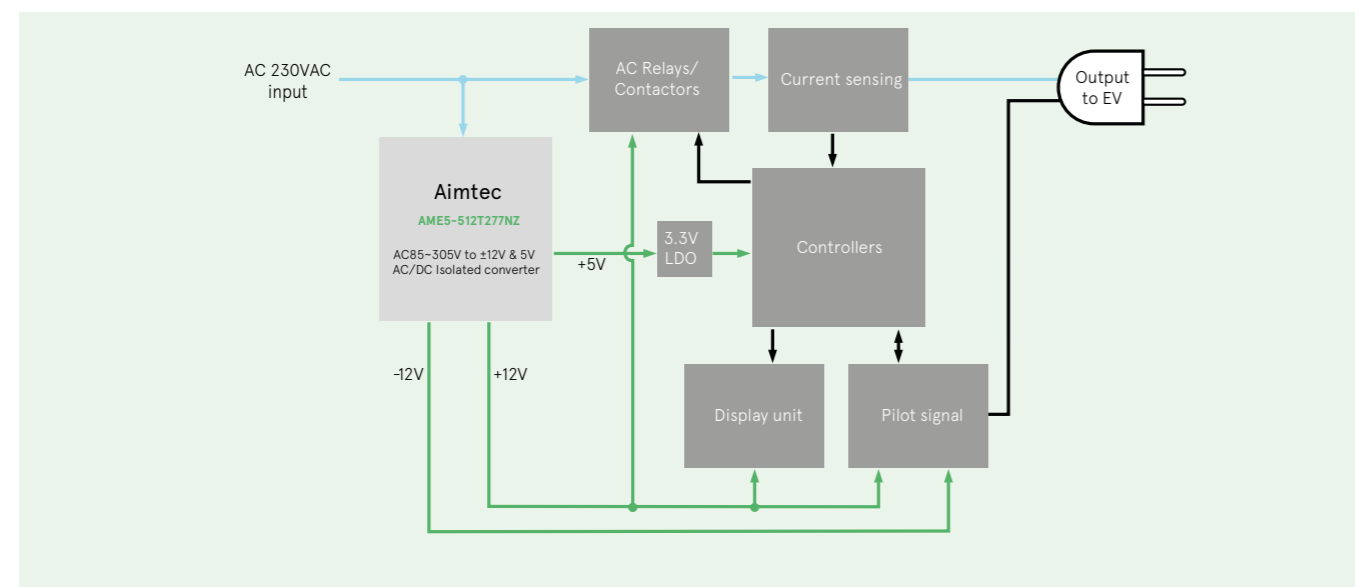 AC 230VAC
input
AC Relays/
Contactors
Current sensing
Output
to EV
Aimtec
AME5-512T277NZ
AC85-305V to ±12V & 5V
AC/DC Isolated converter
+5V
3.3V
LDO
Controllers
-12V
+12V
Display unit
Pilot signal